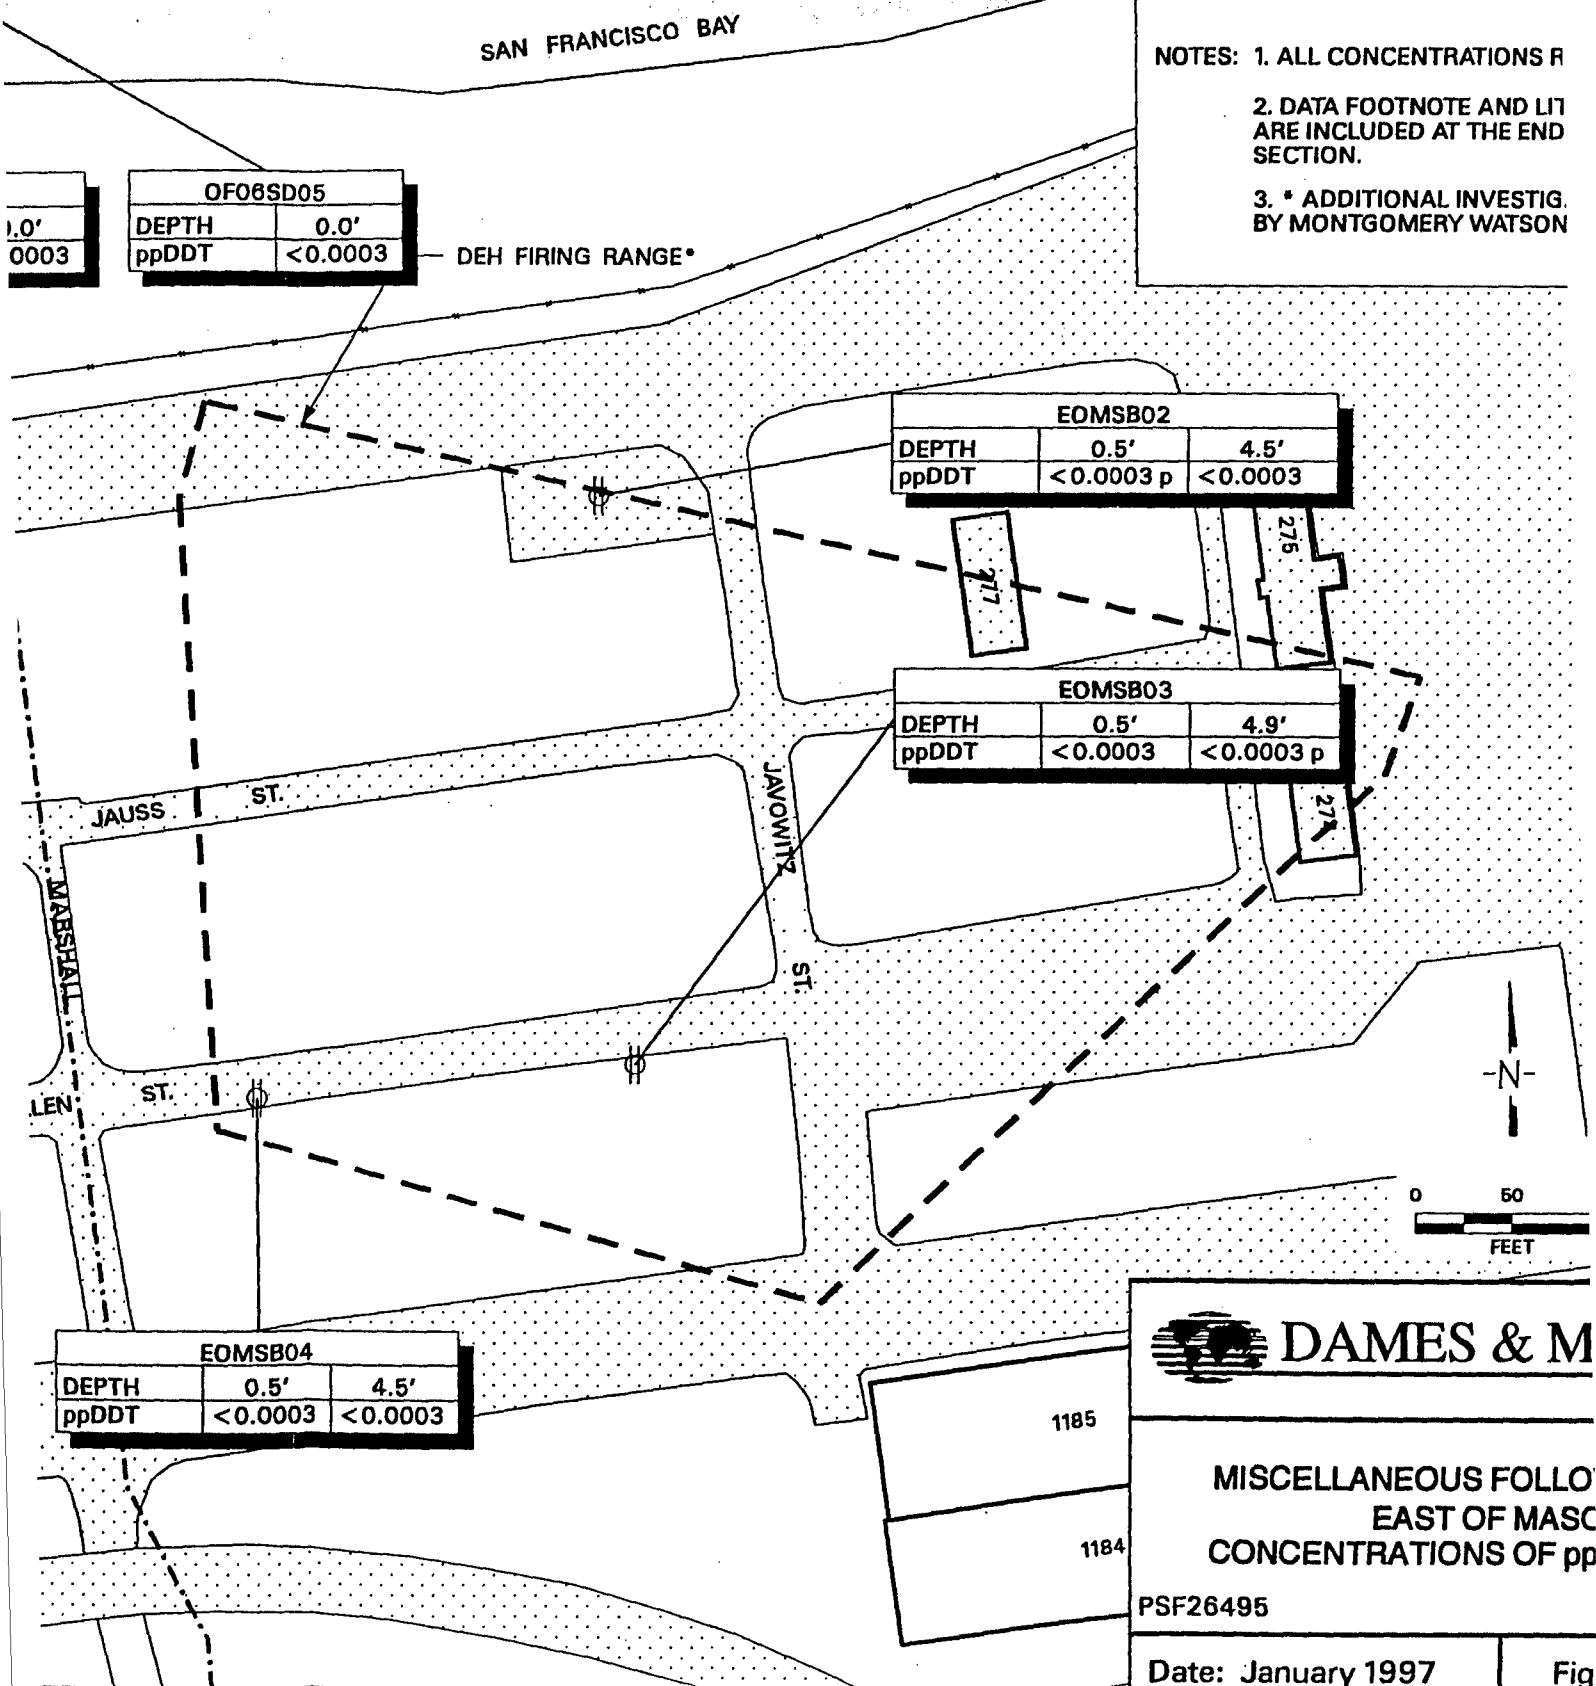 SAN FRANCISCO BAY
NOTES: 1. ALL CONCENTRATIONS R
2. DATA FOOTNOTE AND LIT
ARE INCLUDED AT THE END
SECTION.
3. * ADDITIONAL INVESTIG.
BY MONTGOMERY WATSON
0.0'
0003
OF06SD05
DEPTH 0.0'
ppDDT <0.0003
DEH FIRING RANGE*
EOMSB02
DEPTH 0.5' 4.5'
ppDDT <0.0003 p <0.0003
275
277
EOMSB03
DEPTH 0.5' 4.9'
ppDDT <0.0003 <0.0003 p
27
JAUSS ST.
JAVOWITZ
ST.
MARSHALL
LEN ST.
-N-
0 50
FEET
EOMSB04
DEPTH 0.5' 4.5'
ppDDT <0.0003 <0.0003
1185
1184
DAMES & M
MISCELLANEOUS FOLLO
EAST OF MASO
CONCENTRATIONS OF pp
PSF26495
Date: January 1997
Fig